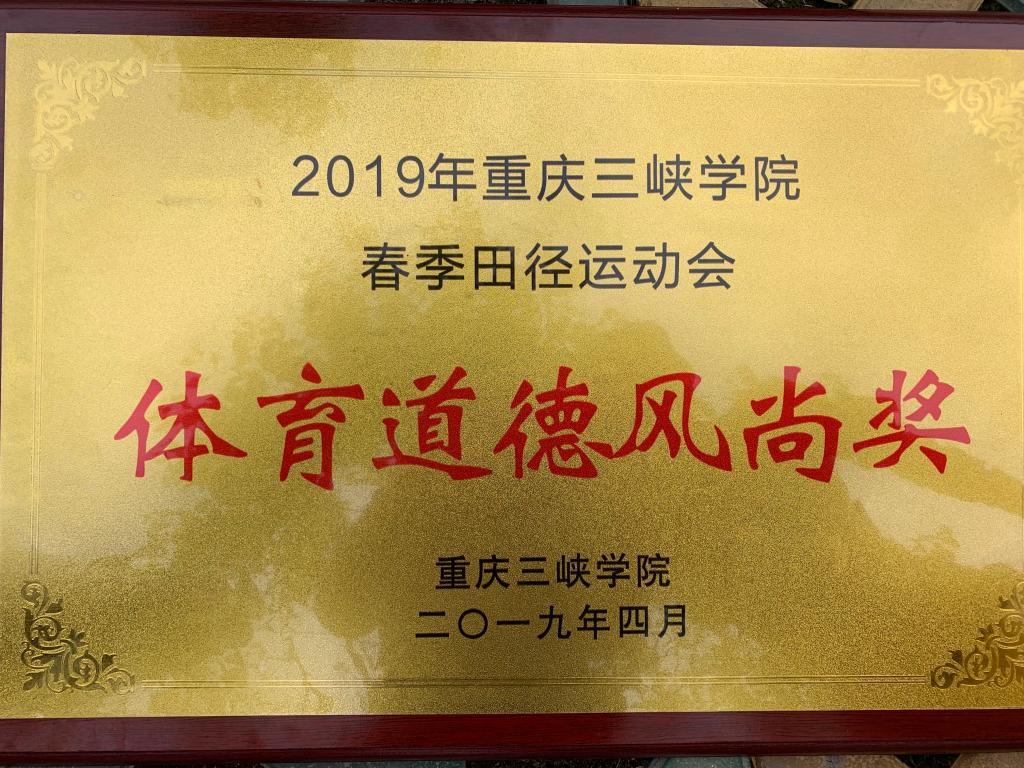 2019年重庆三峡学院
春季田径运动会
体育道德风尚奖
重庆三峡学院
二〇一九年四月